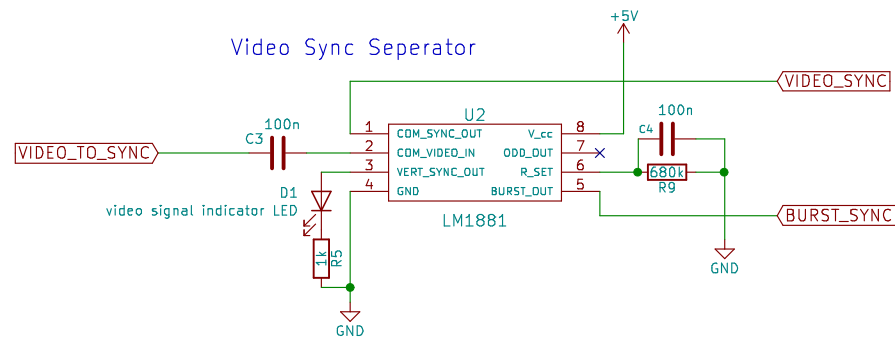 +5V
Video Sync Seperator
VIDEO_SYNC
U2
100n
100n
C3
C4
1
COM_SYNC_OUT
V_cc
8
VIDEO_TO_SYNC
2
COM_VIDEO_IN
ODD_OUT
7
3
VERT_SYNC_OUT
R_SET
6
680k
R9
D1
4
GND
BURST_OUT
5
video signal indicator LED
LM1881
BURST_SYNC
1k
R5
GND
GND